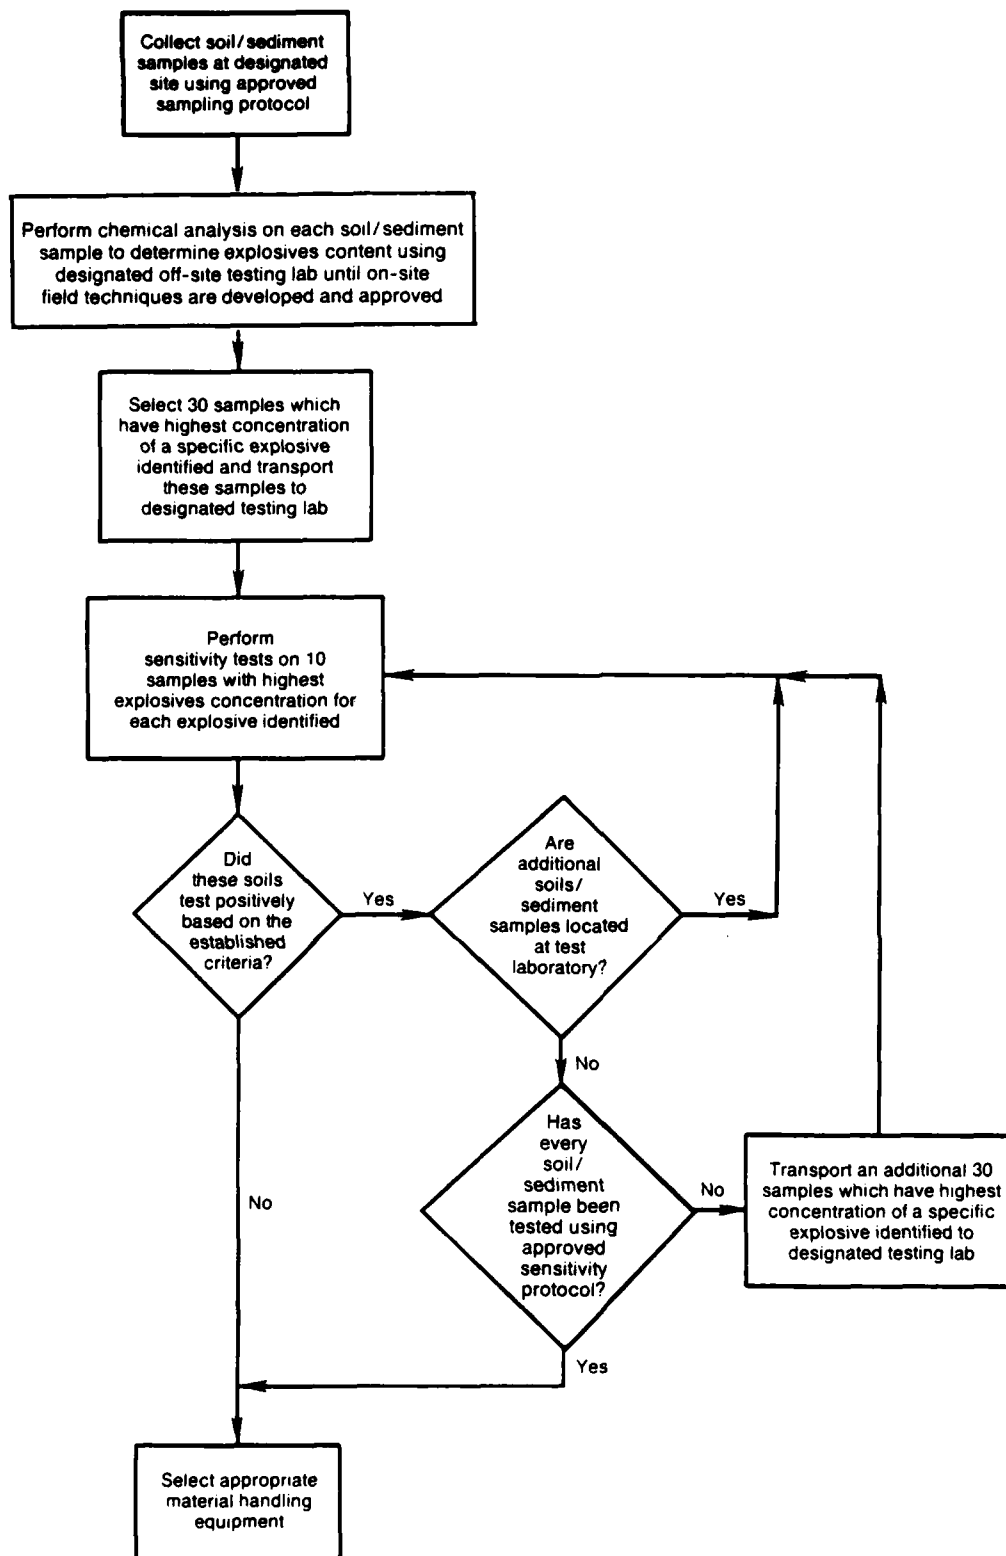 Collect soil/sediment
samples at designated
site using approved
sampling protocol
Perform chemical analysis on each soil/sediment
sample to determine explosives content using
designated off-site testing lab until on-site
field techniques are developed and approved
Select 30 samples which
have highest concentration
of a specific explosive
identified and transport
these samples to
designated testing lab
Perform
sensitivity tests on 10
samples with highest
explosives concentration for
each explosive identified
Did
these soils
test positively
based on the
established
criteria?
Yes
Are
additional
soils/
sediment
samples located
at test
laboratory?
Yes
No
No
Has
every
soil/
sediment
sample been
tested using
approved
sensitivity
protocol?
No
Transport an additional 30
samples which have highest
concentration of a specific
explosive identified to
designated testing lab
Yes
Select appropriate
material handling
equipment